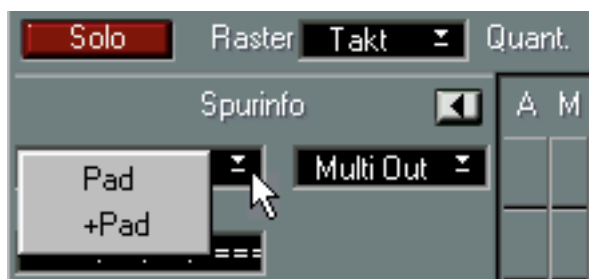 Solo Raster Takt Quant.
Spurinfo A M
Pad Multi Out
+Pad
. . . ===